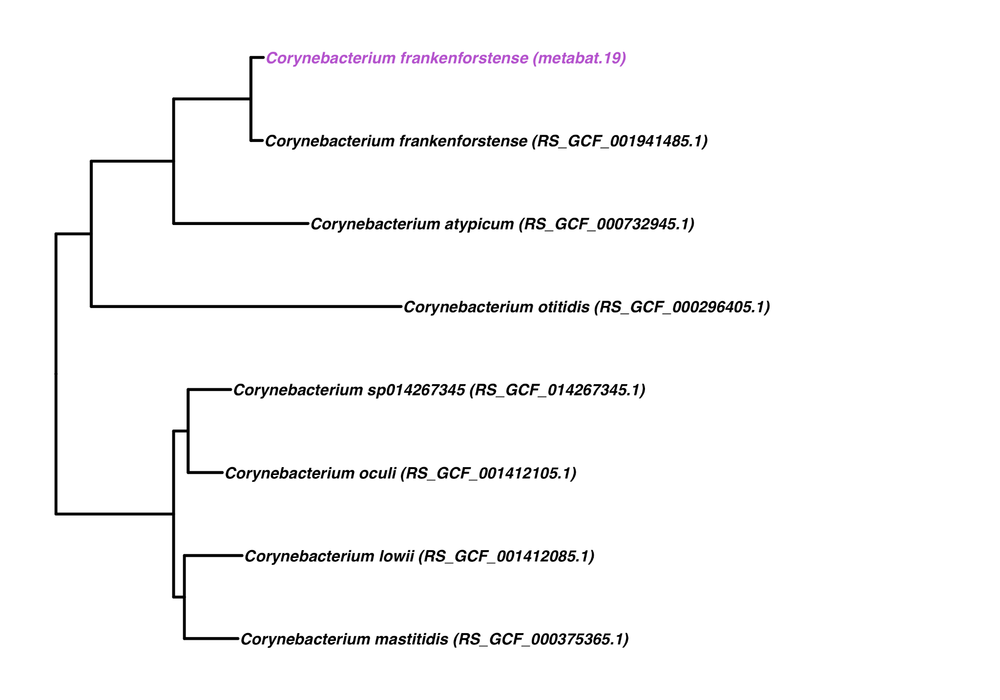 Corynebacterium frankenforstense (metabat.19)
Corynebacterium frankenforstense (RS_GCF_001941485.1)
Corynebacterium atypicum (RS_GCF_000732945.1)
Corynebacterium otitidis (RS_GCF_000296405.1)
Corynebacterium sp014267345 (RS_GCF_014267345.1)
Corynebacterium oculi (RS_GCF_001412105.1)
Corynebacterium lowii (RS_GCF_001412085.1)
Corynebacterium mastitidis (RS_GCF_000375365.1)